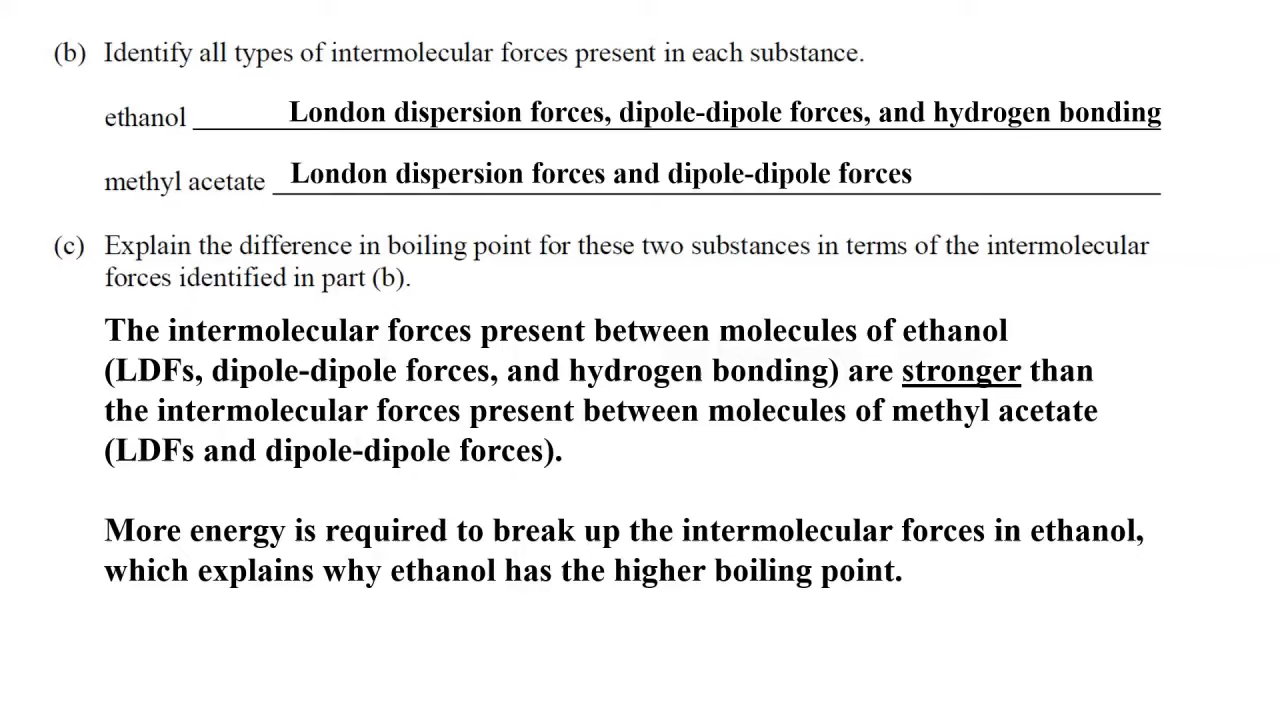 (b) Identify all types of intermolecular forces present in each substance.
ethanol London dispersion forces, dipole-dipole forces, and hydrogen bonding
methyl acetate London dispersion forces and dipole-dipole forces
(c) Explain the difference in boiling point for these two substances in terms of the intermolecular
forces identified in part (b).
The intermolecular forces present between molecules of ethanol
(LDFs, dipole-dipole forces, and hydrogen bonding) are stronger than
the intermolecular forces present between molecules of methyl acetate
(LDFs and dipole-dipole forces).
More energy is required to break up the intermolecular forces in ethanol,
which explains why ethanol has the higher boiling point.